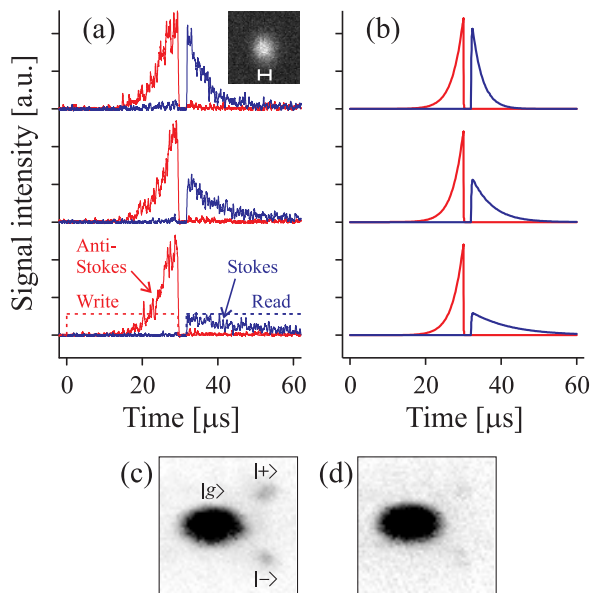 (a)
(b)
Signal intensity [a.u.]
Anti-
Stokes
Stokes
Write
Read
0 20 40 60
0 20 40 60
Time [μs]
Time [μs]
(c)
(d)
|g⟩
|+⟩
|−⟩